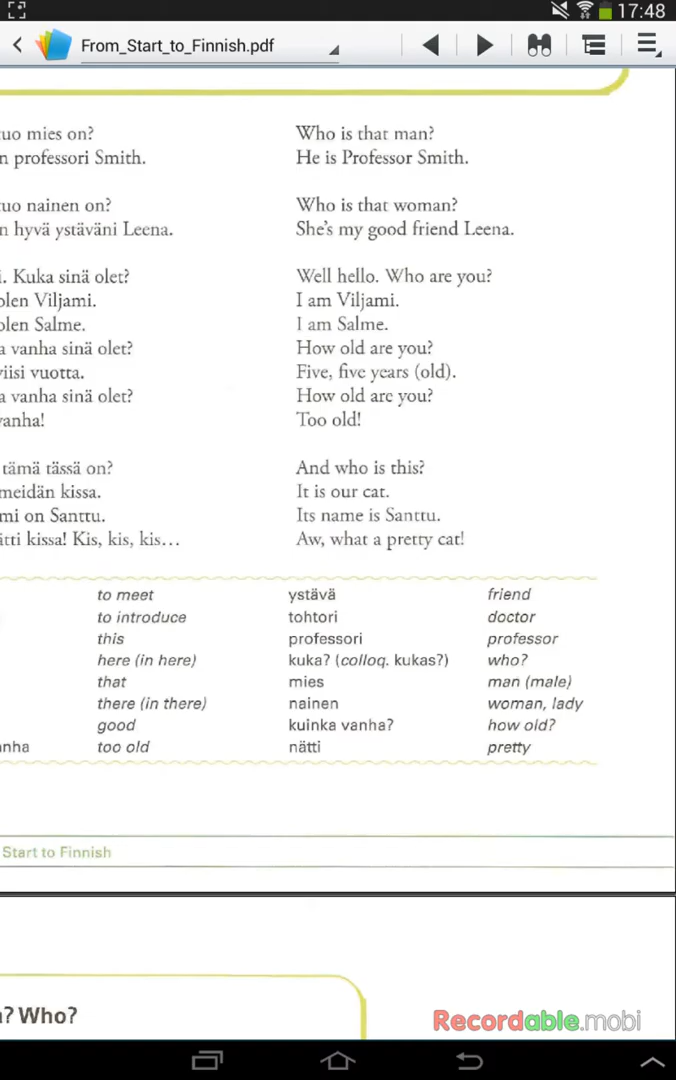 17:48
From_Start_to_Finnish.pdf
tuo mies on? Who is that man?
n professori Smith. He is Professor Smith.
tuo nainen on? Who is that woman?
n hyvä ystäväni Leena. She's my good friend Leena.
i. Kuka sinä olet? Well hello. Who are you?
olen Viljami. I am Viljami.
olen Salme. I am Salme.
a vanha sinä olet? How old are you?
viisi vuotta. Five, five years (old).
a vanha sinä olet? How old are you?
vanha! Too old!
tämä tässä on? And who is this?
meidän kissa. It is our cat.
mi on Santtu. Its name is Santtu.
ätti kissa! Kis, kis, kis... Aw, what a pretty cat!
to meet ystävä friend
to introduce tohtori doctor
this professori professor
here (in here) kuka? (colloq. kukas?) who?
that mies man (male)
there (in there) nainen woman, lady
good kuinka vanha? how old?
anha too old nätti pretty
Start to Finnish
? Who?
Recordable.mobi